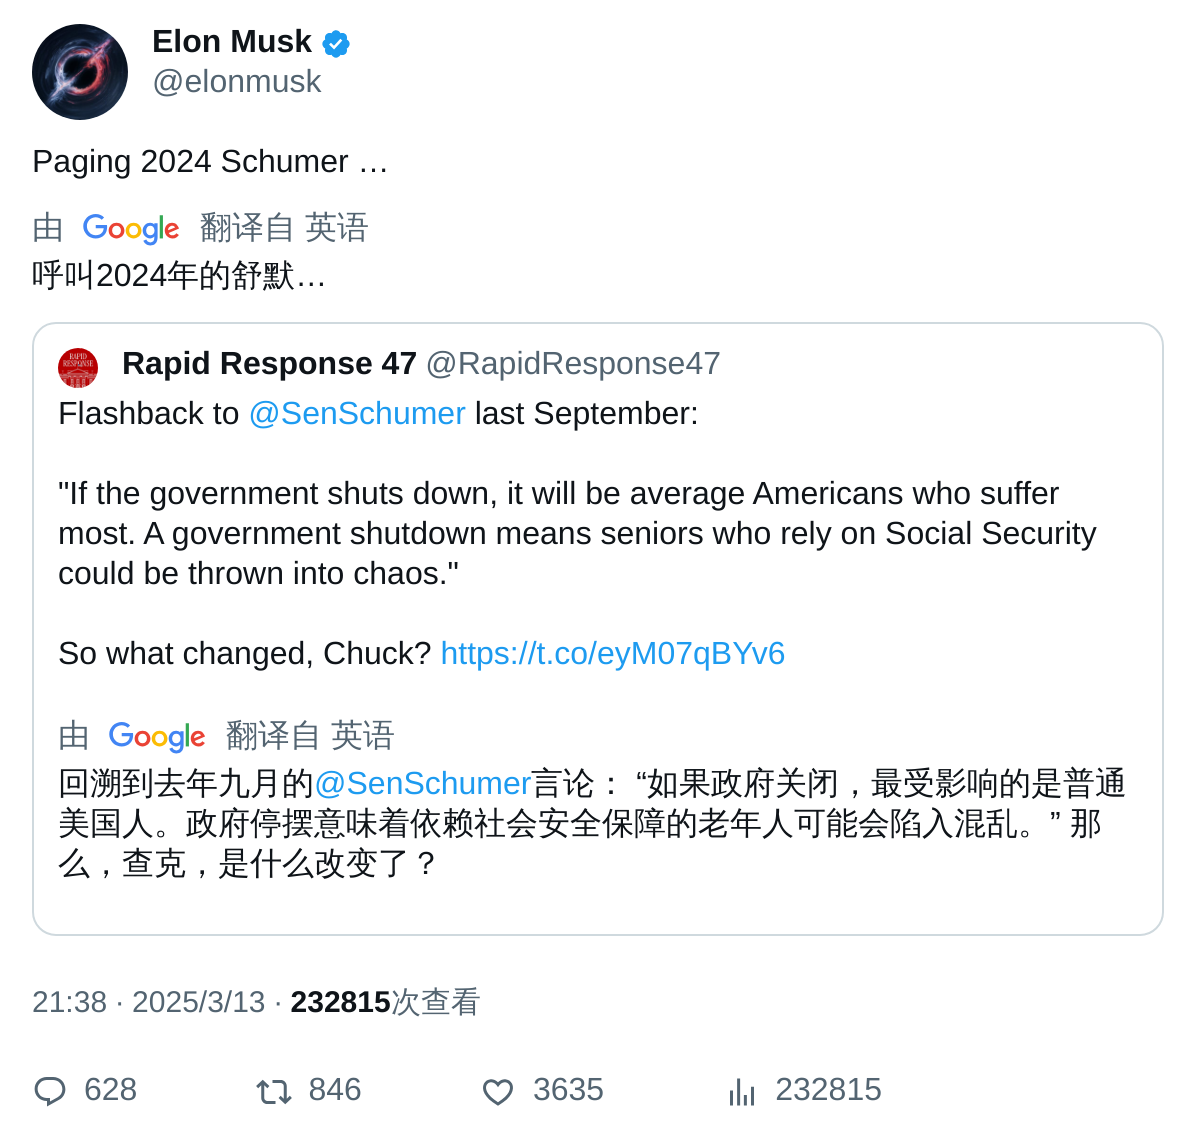 Elon Musk
@elonmusk
Paging 2024 Schumer …
由 Google 翻译自 英语
呼叫2024年的舒默…
RAPID
RESPONSE
Rapid Response 47 @RapidResponse47
Flashback to @SenSchumer last September:
"If the government shuts down, it will be average Americans who suffer
most. A government shutdown means seniors who rely on Social Security
could be thrown into chaos."
So what changed, Chuck? https://t.co/eyM07qBYv6
由 Google 翻译自 英语
回溯到去年九月的@SenSchumer言论： “如果政府关闭，最受影响的是普通
美国人。政府停摆意味着依赖社会安全保障的老年人可能会陷入混乱。” 那
么，查克，是什么改变了？
21:38 · 2025/3/13 · 232815次查看
628 846 3635 232815